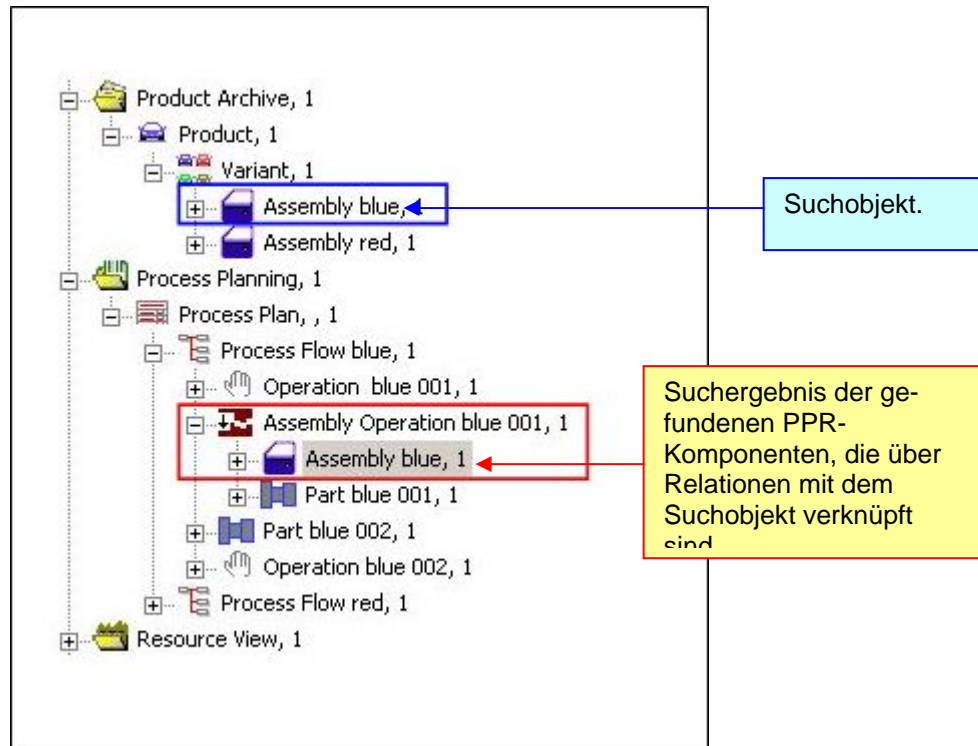 Product Archive, 1
Product, 1
Variant, 1
Assembly blue, 1
Suchobjekt.
Assembly red, 1
Process Planning, 1
Process Plan, , 1
Process Flow blue, 1
Operation blue 001, 1
Assembly Operation blue 001, 1
Assembly blue, 1
Part blue 001, 1
Part blue 002, 1
Operation blue 002, 1
Process Flow red, 1
Resource View, 1
Suchergebnis der ge-
fundenen PPR-
Komponenten, die über
Relationen mit dem
Suchobjekt verknüpft
sind